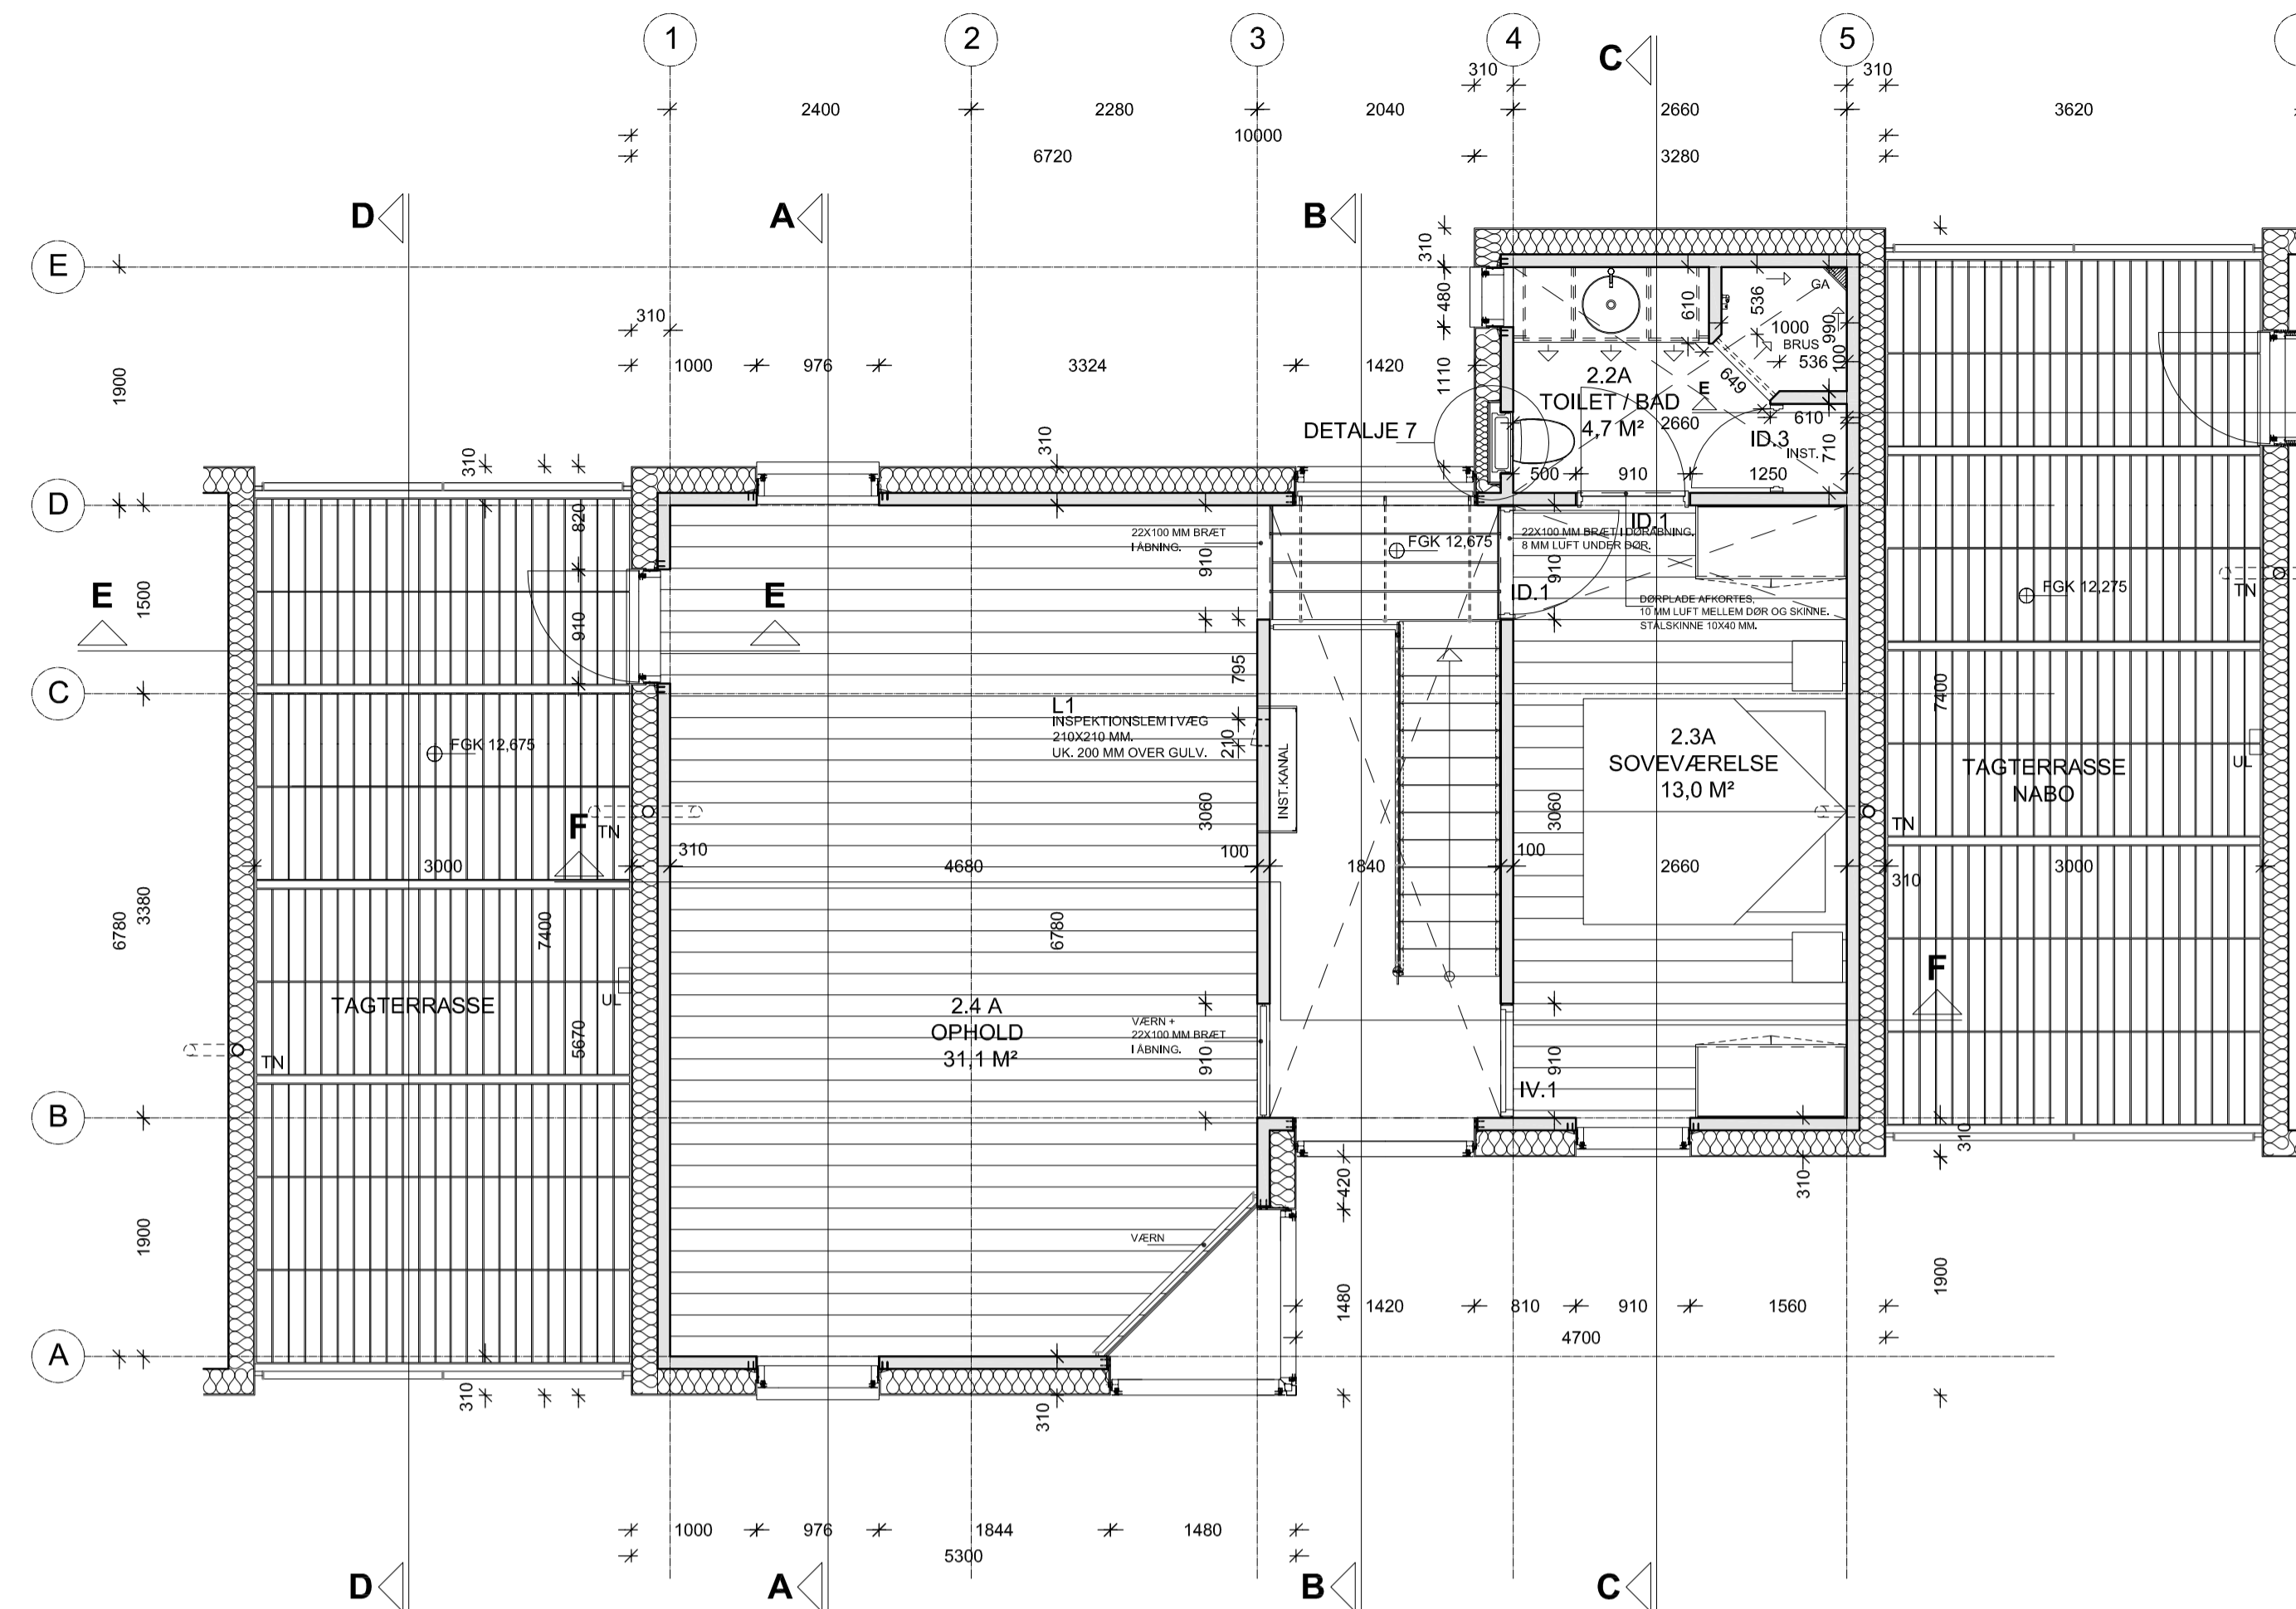 1
2
3
4
5
C
310
310
2400
2280
2040
2660
3620
10000
6720
3280
D
A
B
E
310
310
480
610
536
GA
1000
BRUS
990
536
100
1000
976
3324
1420
1110
649
2.2A
TOILET / BAD
4,7 M²
E
2660
610
ID.3
INST.
710
1900
DETALJE 7
310
310
500
910
1250
D
820
22X100 MM BRÆT
I ÅBNING.
910
FGK 12,675
ID.1
22X100 MM BRÆT I DØRÅBNING.
8 MM LUFT UNDER DØR.
910
ID.1
DØRPLADE AFKORTES,
10 MM LUFT MELLEM DØR OG SKINNE.
STÅLSKINNE 10X40 MM.
FGK 12,275
TN
E
1500
910
E
C
795
L1
INSPEKTIONSLEM I VÆG
210X210 MM.
UK. 200 MM OVER GULV.
210
INST.KANAL
7400
FGK 12,675
2.3A
SOVEVÆRELSE
13,0 M²
UL
TAGTERRASSE
NABO
F
TN
3060
3060
TN
3000
310
4680
100
1840
100
2660
310
3000
6780
3380
7400
6780
TAGTERRASSE
UL
2.4 A
OPHOLD
31,1 M²
F
5670
TN
VÆRN +
22X100 MM BRÆT
I ÅBNING.
910
910
IV.1
B
310
420
310
1900
VÆRN
1480
1420
810
910
1560
4700
1900
A
310
310
1000
976
1844
1480
5300
D
A
B
C